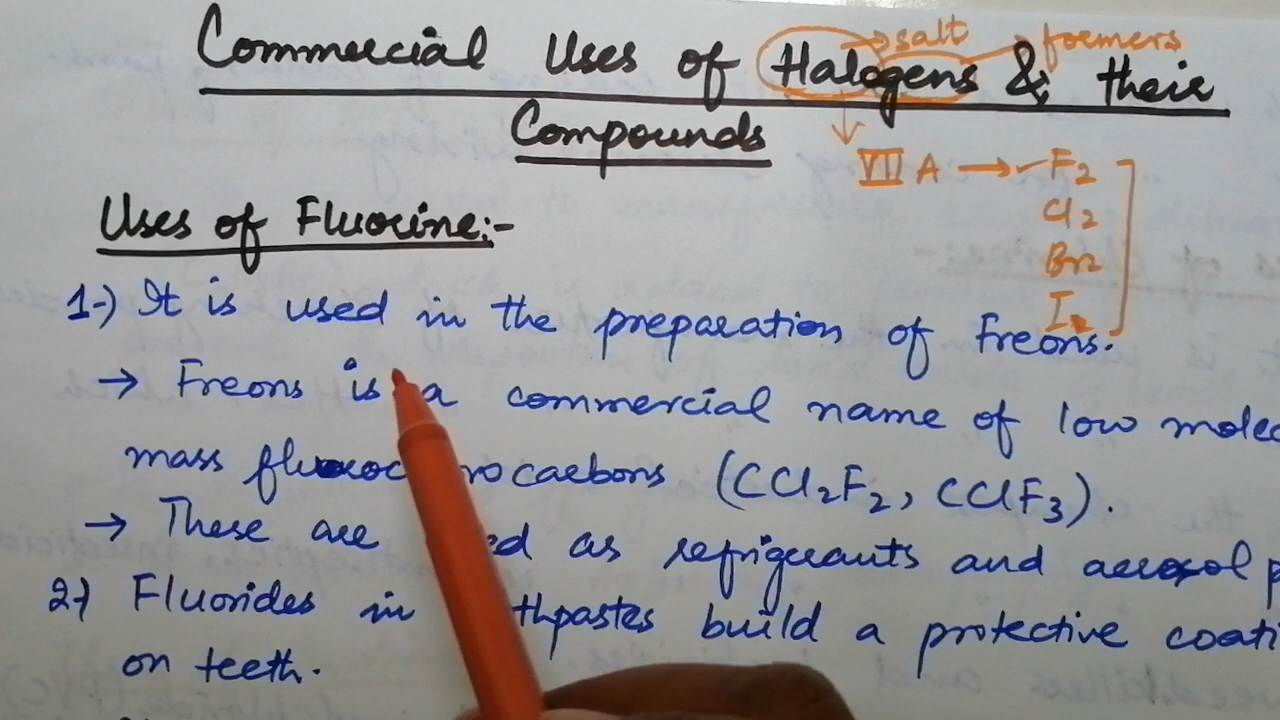 Commercial Uses of Halogens & their
→ salt → formers
Compounds
VII A → ✓ F₂
Cl₂
Br₂
I₂
Uses of Fluorine:-
1-) It is used in the preparation of Freons.
→ Freons is a commercial name of low molec
mass rocarbons (CCl₂F₂, CClF₃).
→ These are as refrigerants and aerosol p
2-) Fluorides in thpastes build a protective coati
on teeth.